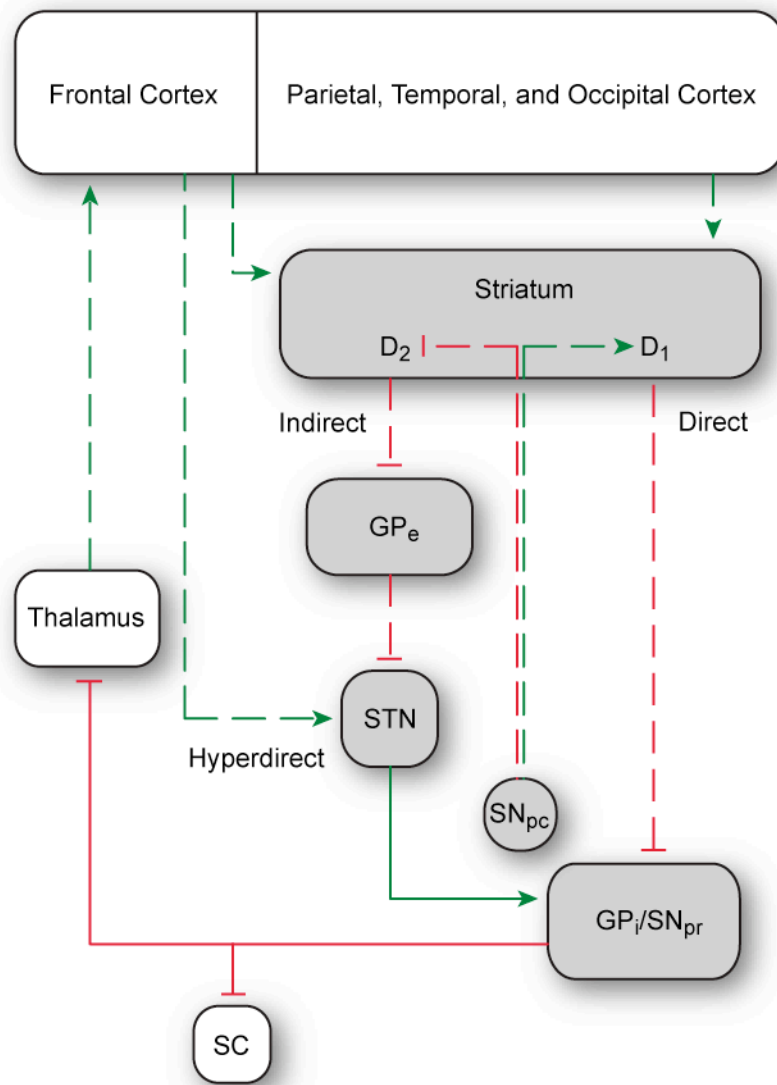 Frontal Cortex
Parietal, Temporal, and Occipital Cortex
Striatum
D₂
D₁
Indirect
Direct
GPₑ
Thalamus
STN
Hyperdirect
SNpc
GPi/SNpr
SC